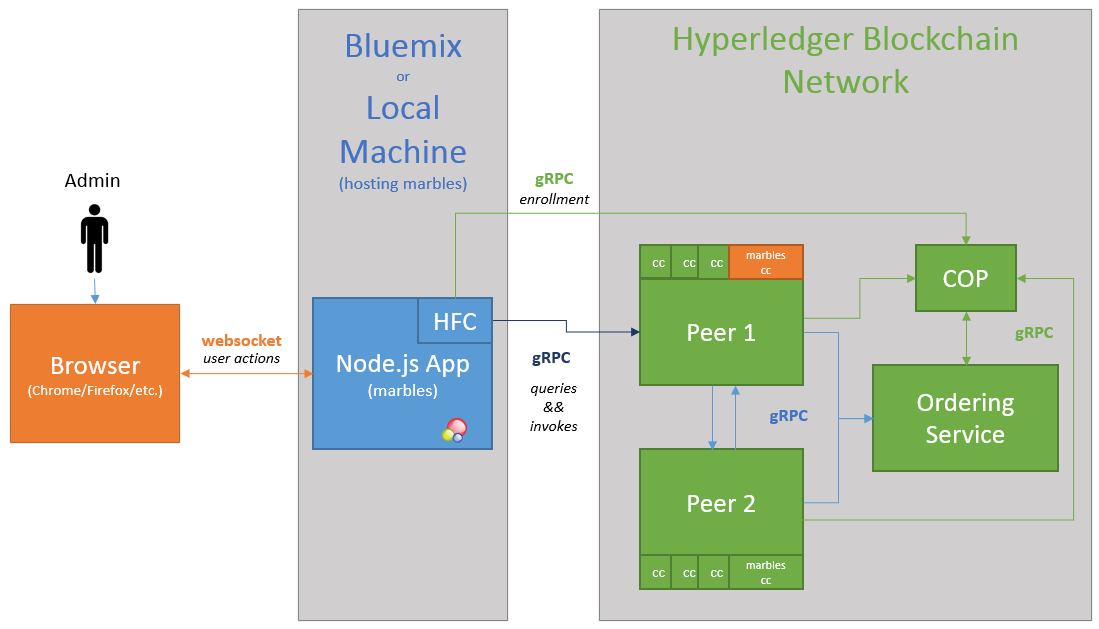 Admin
Browser
(Chrome/Firefox/etc.)
websocket
user actions
Bluemix
or
Local
Machine
(hosting marbles)
HFC
Node.js App
(marbles)
gRPC
enrollment
gRPC
queries
&&
invokes
Hyperledger Blockchain
Network
cc
cc
cc
marbles
cc
Peer 1
COP
gRPC
gRPC
Ordering
Service
Peer 2
cc
cc
cc
marbles
cc